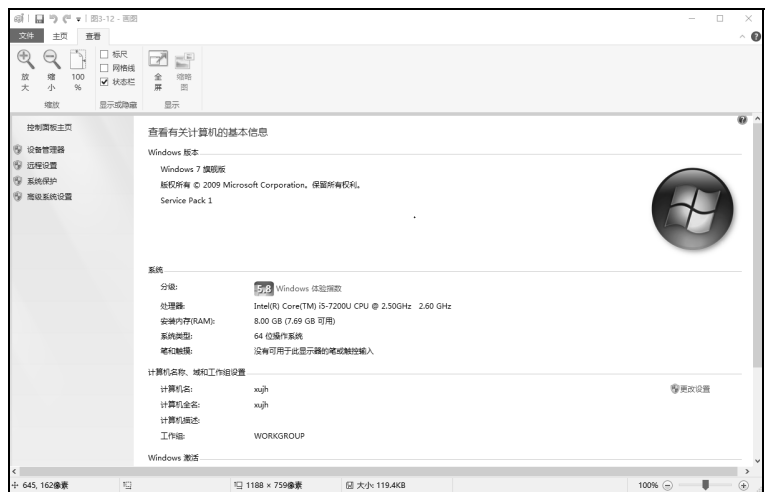 图3-12 - 画图
文件 主页 查看
放大 缩小 100% 标尺 网格线 状态栏 全屏 缩略图
缩放 显示或隐藏 显示
控制面板主页
设备管理器
远程设置
系统保护
高级系统设置
查看有关计算机的基本信息
Windows 版本
Windows 7 旗舰版
版权所有 © 2009 Microsoft Corporation。保留所有权利。
Service Pack 1
系统
分级: 5.8 Windows 体验指数
处理器: Intel(R) Core(TM) i5-7200U CPU @ 2.50GHz 2.60 GHz
安装内存(RAM): 8.00 GB (7.69 GB 可用)
系统类型: 64 位操作系统
笔和触摸: 没有可用于此显示器的笔或触控输入
计算机名称、域和工作组设置
计算机名: xujh 更改设置
计算机全名: xujh
计算机描述:
工作组: WORKGROUP
Windows 激活
645, 162像素 1188 × 759像素 大小: 119.4KB 100%